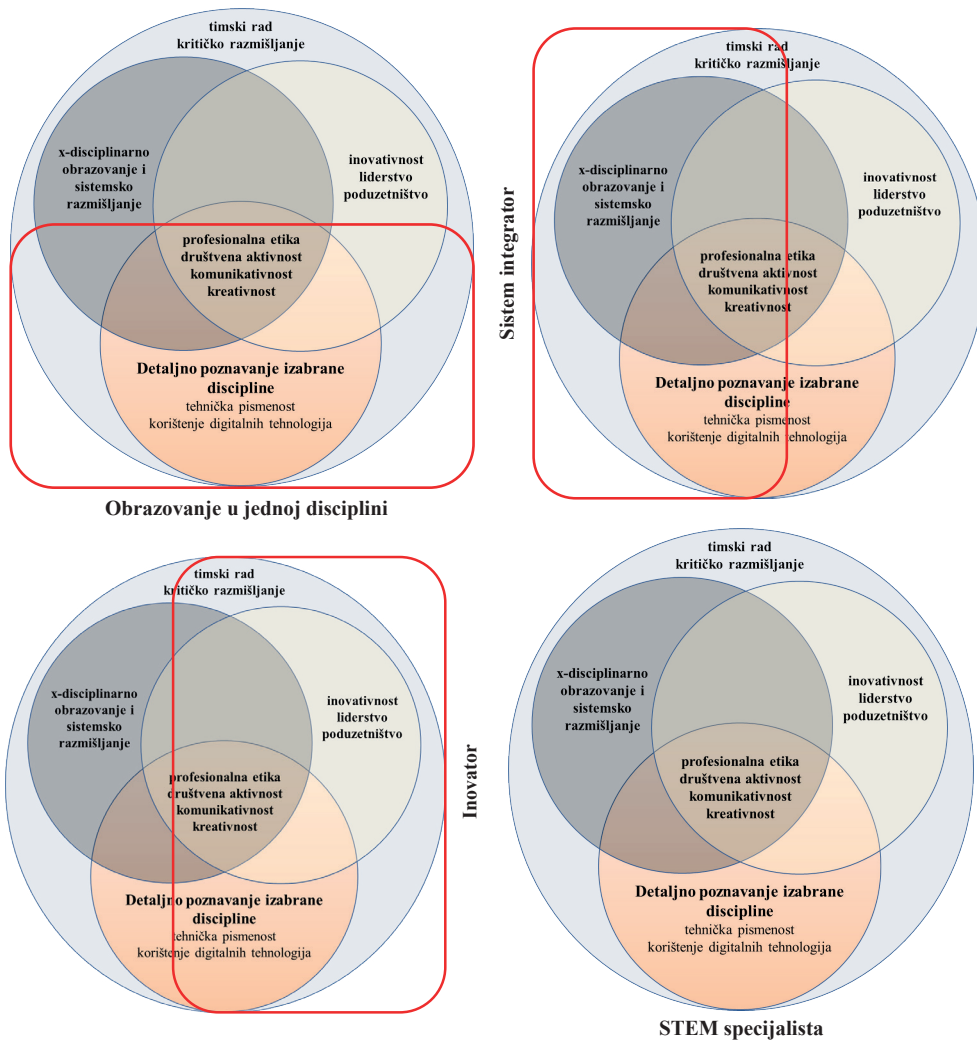 timski rad
kritičko razmišljanje
x-disciplinarno
obrazovanje i
sistemsko
razmišljanje
inovativnost
liderstvo
poduzetništvo
profesionalna etika
društvena aktivnost
komunikativnost
kreativnost
Detaljno poznavanje izabrane
discipline
tehnička pismenost
korištenje digitalnih tehnologija
Obrazovanje u jednoj disciplini
Sistem integrator
timski rad
kritičko razmišljanje
x-disciplinarno
obrazovanje i
sistemsko
razmišljanje
inovativnost
liderstvo
poduzetništvo
profesionalna etika
društvena aktivnost
komunikativnost
kreativnost
Detaljno poznavanje izabrane
discipline
tehnička pismenost
korištenje digitalnih tehnologija
timski rad
kritičko razmišljanje
x-disciplinarno
obrazovanje i
sistemsko
razmišljanje
inovativnost
liderstvo
poduzetništvo
profesionalna etika
društvena aktivnost
komunikativnost
kreativnost
Detaljno poznavanje izabrane
discipline
tehnička pismenost
korištenje digitalnih tehnologija
Inovator
timski rad
kritičko razmišljanje
x-disciplinarno
obrazovanje i
sistemsko
razmišljanje
inovativnost
liderstvo
poduzetništvo
profesionalna etika
društvena aktivnost
komunikativnost
kreativnost
Detaljno poznavanje izabrane
discipline
tehnička pismenost
korištenje digitalnih tehnologija
STEM specijalista